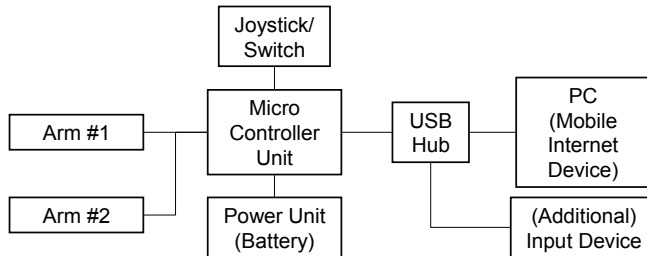 Joystick/
Switch
Arm #1
Micro
Controller
Unit
USB
Hub
PC
(Mobile
Internet
Device)
Arm #2
Power Unit
(Battery)
(Additional)
Input Device